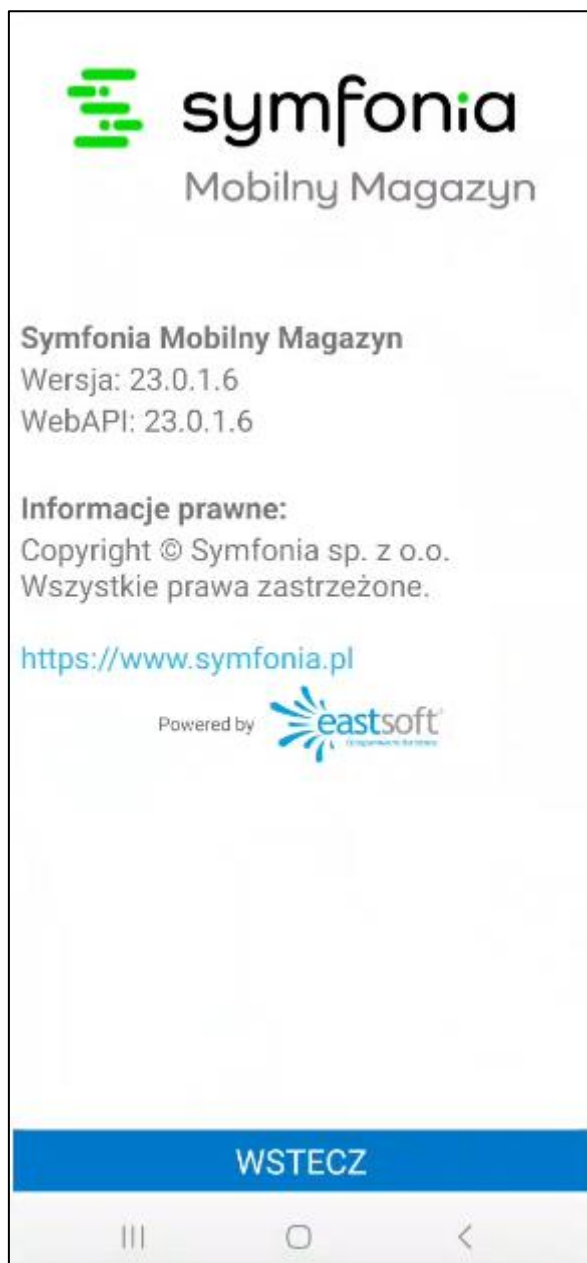 symfonia
Mobilny Magazyn
Symfonia Mobilny Magazyn
Wersja: 23.0.1.6
WebAPI: 23.0.1.6
Informacje prawne:
Copyright © Symfonia sp. z o.o.
Wszystkie prawa zastrzeżone.
https://www.symfonia.pl
Powered by eastsoft
WSTECZ